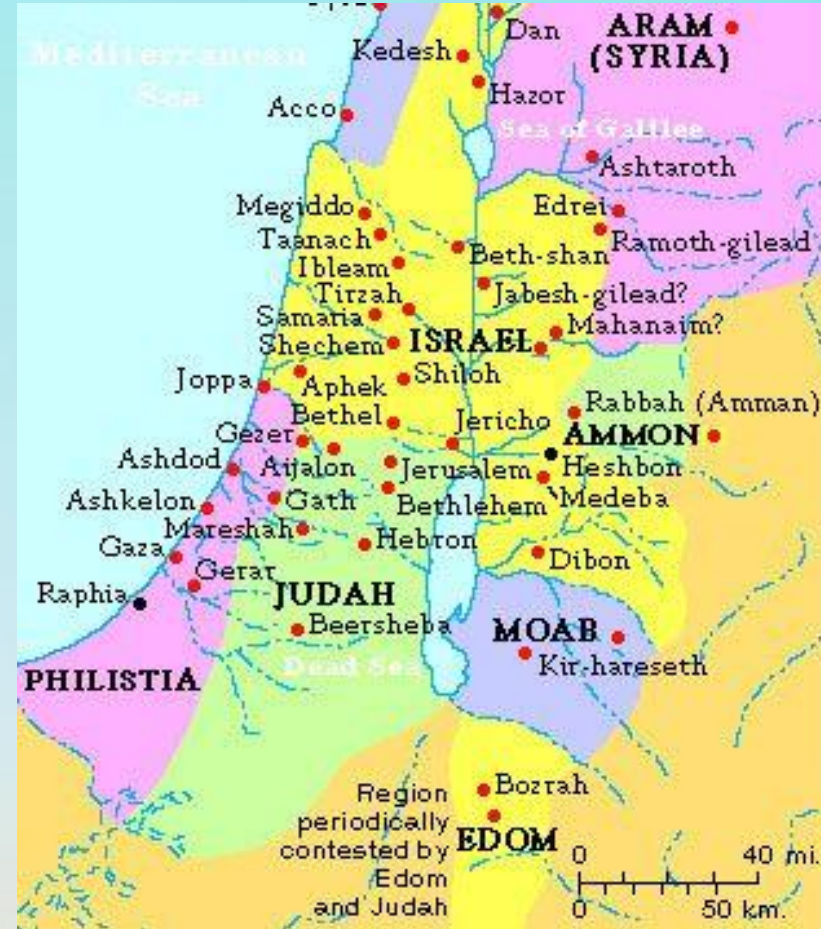 Dan
ARAM
(SYRIA)
Kedesh
Mediterranean
Sea
Hazor
Acco
Sea of Galilee
Ashtaroth
Megiddo
Edrei
Taanach
Ramoth-gilead
Beth-shan
Ibleam
Jabesh-gilead?
Tirzah
Samaria
Mahanaim?
Shechem
ISRAEL
Joppa
Aphek
Shiloh
Bethel
Jericho
Rabbah (Amman)
Gezer
AMMON
Ashdod
Aijalon
Jerusalem
Heshbon
Ashkelon
Gath
Bethlehem
Medeba
Mareshah
Hebron
Gaza
Dibon
Gerar
Raphia
JUDAH
Beersheba
MOAB
Dead Sea
Kir-hareseth
PHILISTIA
Bozrah
Region
periodically
contested by
Edom
and Judah
EDOM
0 40 mi.
0 50 km.